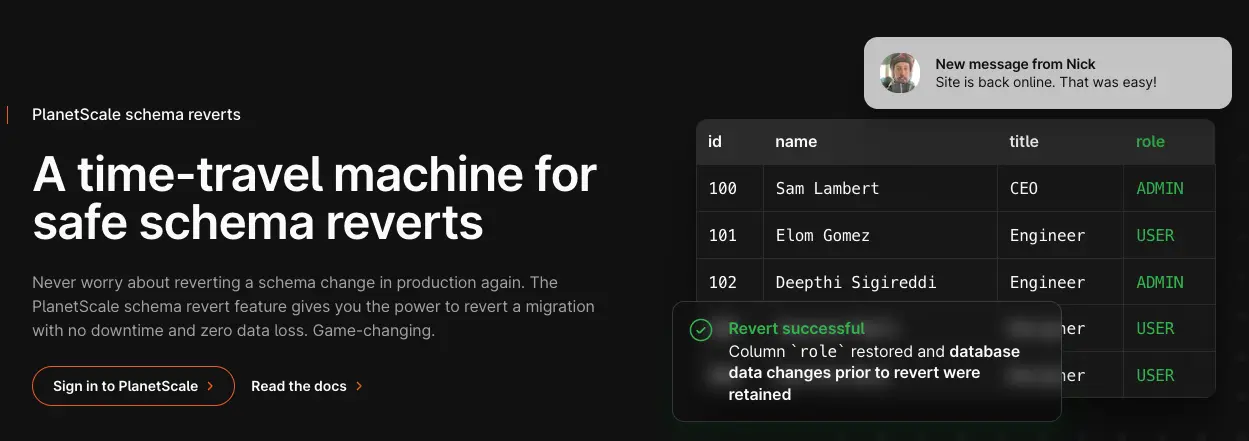 PlanetScale schema reverts
A time-travel machine for
safe schema reverts
Never worry about reverting a schema change in production again. The
PlanetScale schema revert feature gives you the power to revert a migration
with no downtime and zero data loss. Game-changing.
Sign in to PlanetScale
Read the docs
New message from Nick
Site is back online. That was easy!
id name title role
100 Sam Lambert CEO ADMIN
101 Elom Gomez Engineer USER
102 Deepthi Sigireddi Engineer ADMIN
USER
USER
Revert successful
Column `role` restored and database
data changes prior to revert were
retained